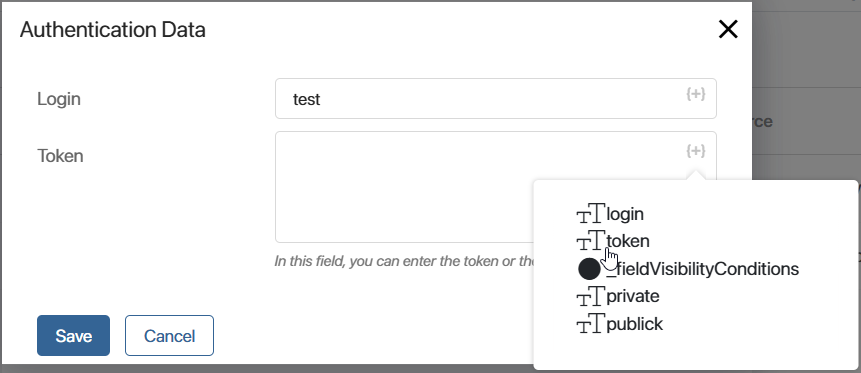 Authentication Data
Login
test
{+}
rce
Token
{+}
login
token
_fieldVisibilityConditions
private
publick
In this field, you can enter the token or the
Save
Cancel